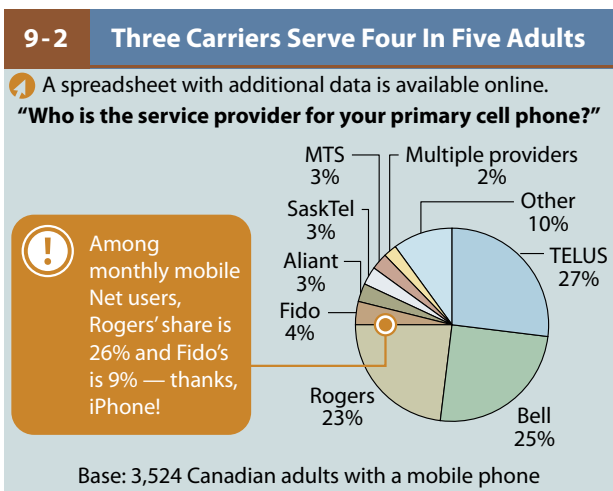 9-2 Three Carriers Serve Four In Five Adults
A spreadsheet with additional data is available online.
“Who is the service provider for your primary cell phone?”
MTS
3%
Multiple providers
2%
SaskTel
3%
Other
10%
Aliant
3%
TELUS
27%
Fido
4%
Rogers
23%
Bell
25%
!
Among
monthly mobile
Net users,
Rogers’ share is
26% and Fido’s
is 9% — thanks,
iPhone!
Base: 3,524 Canadian adults with a mobile phone